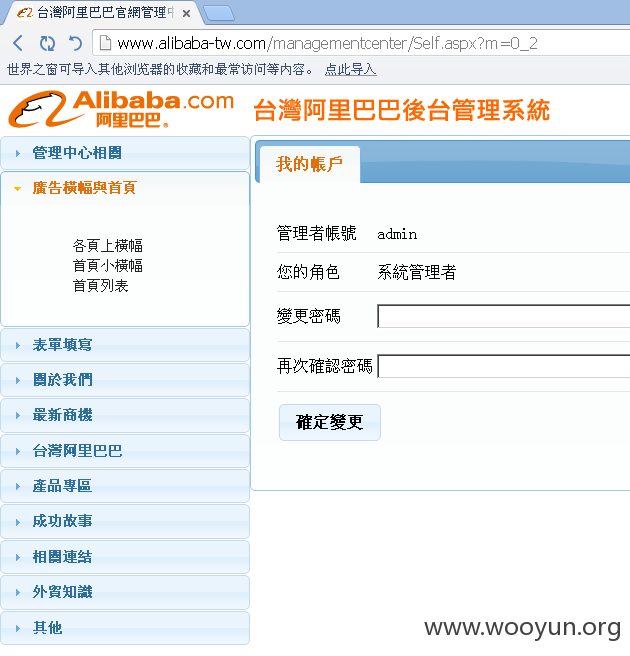 台灣阿里巴巴官網管理中
www.alibaba-tw.com/managementcenter/Self.aspx?m=0_2
世界之窗可导入其他浏览器的收藏和最常访问等内容。 点此导入
Alibaba.com
阿里巴巴®
台灣阿里巴巴後台管理系統
管理中心相關
廣告橫幅與首頁
各頁上橫幅
首頁小橫幅
首頁列表
表單填寫
關於我們
最新商機
台灣阿里巴巴
產品專區
成功故事
相關連結
外貿知識
其他
我的帳戶
管理者帳號 admin
您的角色 系統管理者
變更密碼
再次確認密碼
確定變更
www.wooyun.org